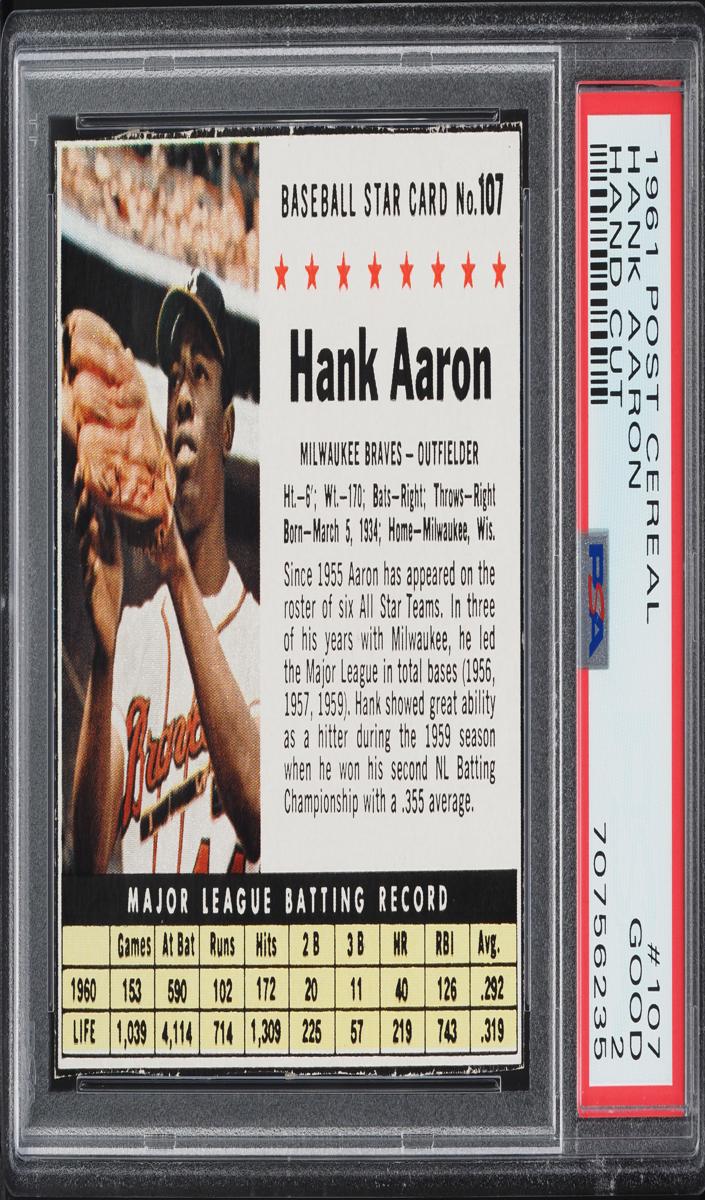 BASEBALL STAR CARD No.107
Hank Aaron
MILWAUKEE BRAVES – OUTFIELDER
Ht.–6'; Wt.–170; Bats–Right; Throws–Right
Born–March 5, 1934; Home–Milwaukee, Wis.
Since 1955 Aaron has appeared on the
roster of six All Star Teams. In three
of his years with Milwaukee, he led
the Major League in total bases (1956,
1957, 1959). Hank showed great ability
as a hitter during the 1959 season
when he won his second NL Batting
Championship with a .355 average.
Braves
MAJOR LEAGUE BATTING RECORD
Games At Bat Runs Hits 2 B 3 B HR RBI Avg.
1960 153 590 102 172 20 11 40 126 .292
LIFE 1,039 4,114 714 1,309 225 57 219 743 .319
1961 POST CEREAL #107
HANK AARON GOOD
HAND CUT 2
PSA 70756235